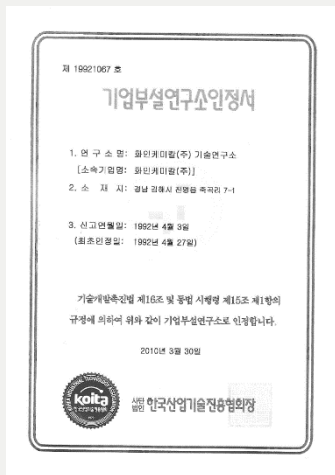 제 19921067 호
기업부설연구소인정서
1. 연 구 소 명: 화인케미칼(주) 기술연구소
[소속기업명: 화인케미칼(주)]
2. 소 재 지: 경남 김해시 진영읍 죽곡리 7-1
3. 신고연월일: 1992년 4월 3일
(최초인정일: 1992년 4월 27일)
기술개발촉진법 제16조 및 동법 시행령 제15조 제1항의
규정에 의하여 위와 같이 기업부설연구소로 인정합니다.
2010년 3월 30일
koita
사단법인 한국산업기술진흥협회장